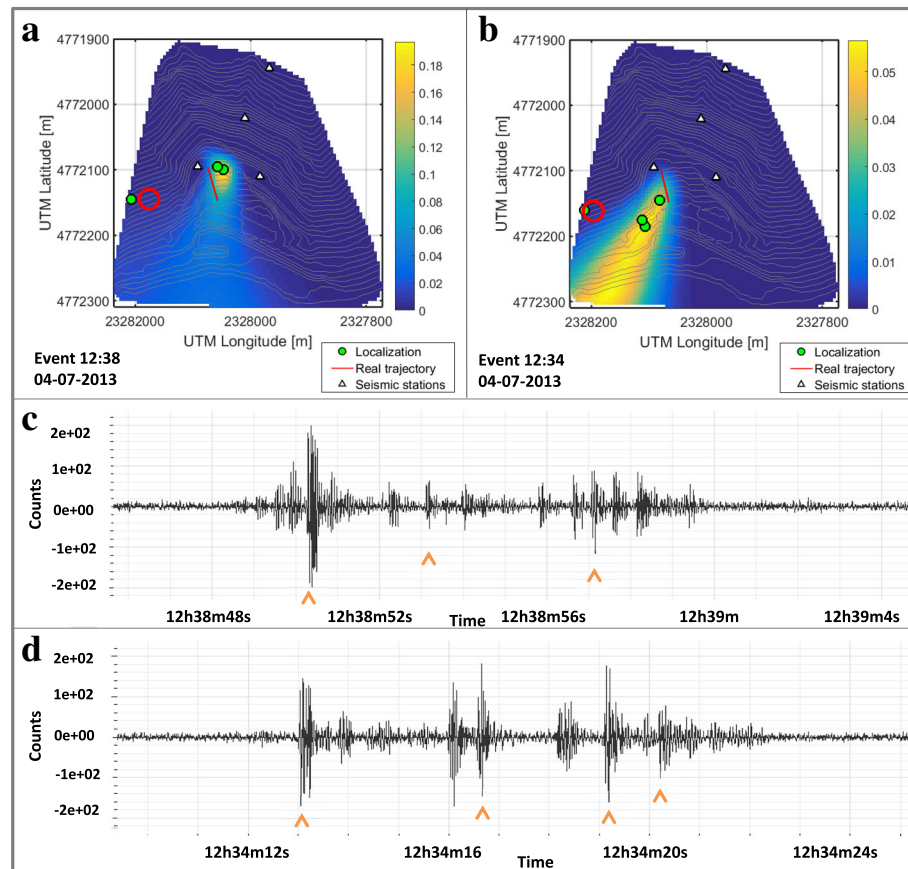 a
4771900
4772000
4772100
4772200
4772300
UTM Latitude [m]
23282000
2328000
2327800
UTM Longitude [m]
0.18
0.16
0.14
0.12
0.10
0.08
0.06
0.04
0.02
0
Event 12:38
04-07-2013
Localization
Real trajectory
Seismic stations
b
4771900
4772000
4772100
4772200
4772300
UTM Latitude [m]
2328200
2328000
2327800
UTM Longitude [m]
0.05
0.04
0.03
0.02
0.01
0
Event 12:34
04-07-2013
Localization
Real trajectory
Seismic stations
c
2e+02
1e+02
0e+00
-1e+02
-2e+02
Counts
12h38m48s 12h38m52s 12h38m56s 12h39m 12h39m4s
Time
d
2e+02
1e+02
0e+00
-1e+02
-2e+02
Counts
12h34m12s 12h34m16 12h34m20s 12h34m24s
Time